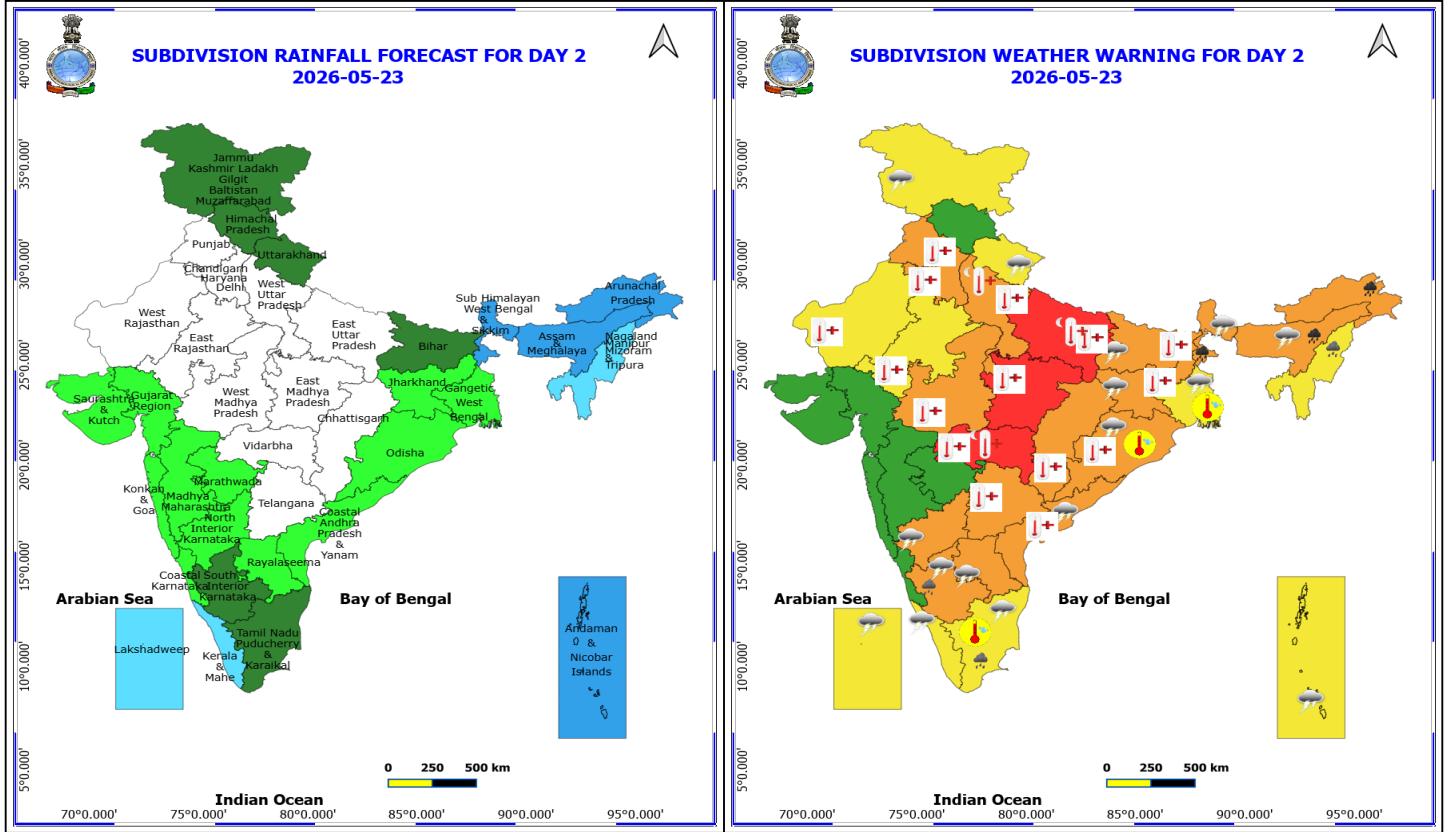 SUBDIVISION RAINFALL FORECAST FOR DAY 2
2026-05-23
40°0.000'
35°0.000'
30°0.000'
25°0.000'
20°0.000'
15°0.000'
10°0.000'
5°0.000'
Jammu
Kashmir Ladakh
Gilgit
Baltistan
Muzaffarabad
Himachal
Pradesh
Punjab
Uttarakhand
Chandigarh
Haryana
Delhi
West
Uttar
Pradesh
West
Rajasthan
East
Rajasthan
East
Uttar
Pradesh
Bihar
Sub Himalayan
West Bengal
&
Sikkim
Arunachal
Pradesh
Assam
&
Meghalaya
Nagaland
Manipur
Mizoram
&
Tripura
Saurashtra
&
Kutch
Gujarat
Region
West
Madhya
Pradesh
East
Madhya
Pradesh
Jharkhand
Gangetic
West
Bengal
Chhattisgarh
Vidarbha
Odisha
Konkan
&
Goa
Madhya
Maharashtra
Marathwada
Telangana
North
Interior
Karnataka
Coastal
Andhra
Pradesh
&
Yanam
Rayalaseema
Coastal
Karnataka
South
Interior
Karnataka
Arabian Sea
Bay of Bengal
Lakshadweep
Kerala
&
Mahe
Tamil Nadu
Puducherry
&
Karaikal
Andaman
&
Nicobar
Islands
0 250 500 km
Indian Ocean
70°0.000' 75°0.000' 80°0.000' 85°0.000' 90°0.000' 95°0.000'
SUBDIVISION WEATHER WARNING FOR DAY 2
2026-05-23
40°0.000'
35°0.000'
30°0.000'
25°0.000'
20°0.000'
15°0.000'
10°0.000'
5°0.000'
Arabian Sea
Bay of Bengal
0 250 500 km
Indian Ocean
70°0.000' 75°0.000' 80°0.000' 85°0.000' 90°0.000' 95°0.000'